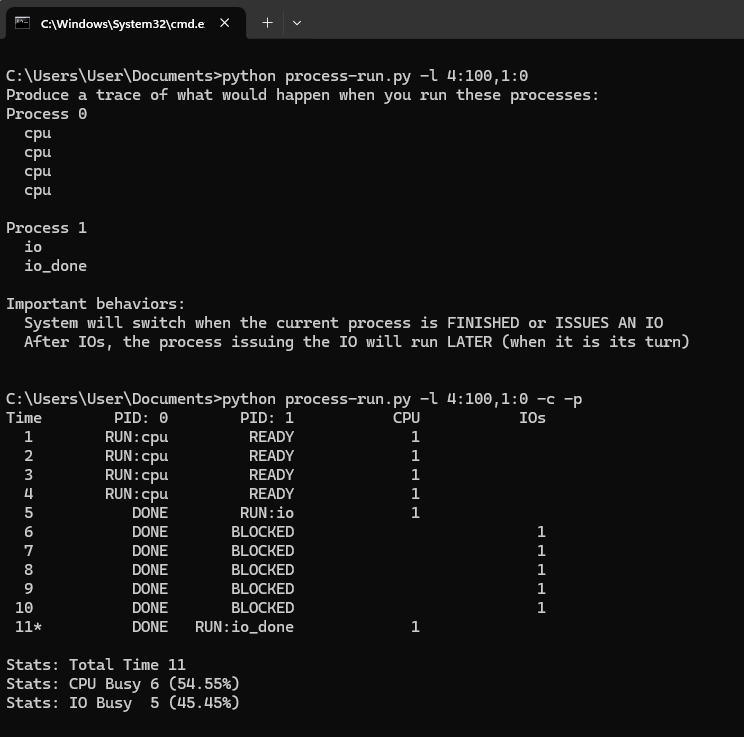 C:\Windows\System32\cmd.e
C:\Users\User\Documents>python process-run.py -l 4:100,1:0
Produce a trace of what would happen when you run these processes:
Process 0
  cpu
  cpu
  cpu
  cpu

Process 1
  io
  io_done

Important behaviors:
  System will switch when the current process is FINISHED or ISSUES AN IO
  After IOs, the process issuing the IO will run LATER (when it is its turn)

C:\Users\User\Documents>python process-run.py -l 4:100,1:0 -c -p
Time        PID: 0        PID: 1           CPU           IOs
  1        RUN:cpu         READY             1
  2        RUN:cpu         READY             1
  3        RUN:cpu         READY             1
  4        RUN:cpu         READY             1
  5           DONE        RUN:io             1
  6           DONE       BLOCKED                           1
  7           DONE       BLOCKED                           1
  8           DONE       BLOCKED                           1
  9           DONE       BLOCKED                           1
 10           DONE       BLOCKED                           1
 11*          DONE   RUN:io_done             1

Stats: Total Time 11
Stats: CPU Busy 6 (54.55%)
Stats: IO Busy  5 (45.45%)